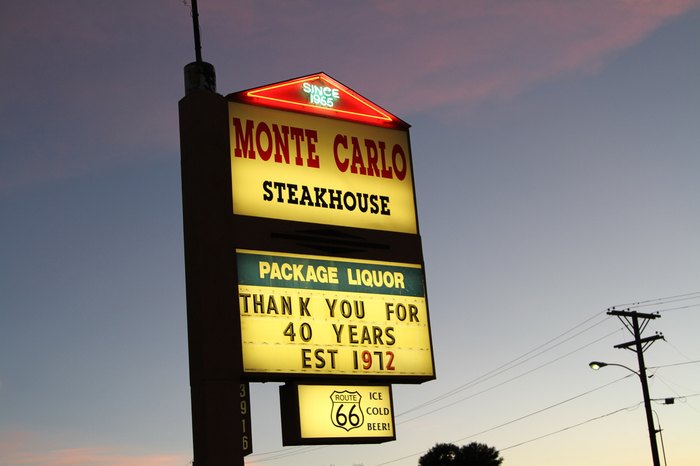 SINCE
1965
MONTE CARLO
STEAKHOUSE
PACKAGE LIQUOR
THANK YOU FOR
40 YEARS
EST 1972
ROUTE
66
ICE
COLD
BEER!
3916